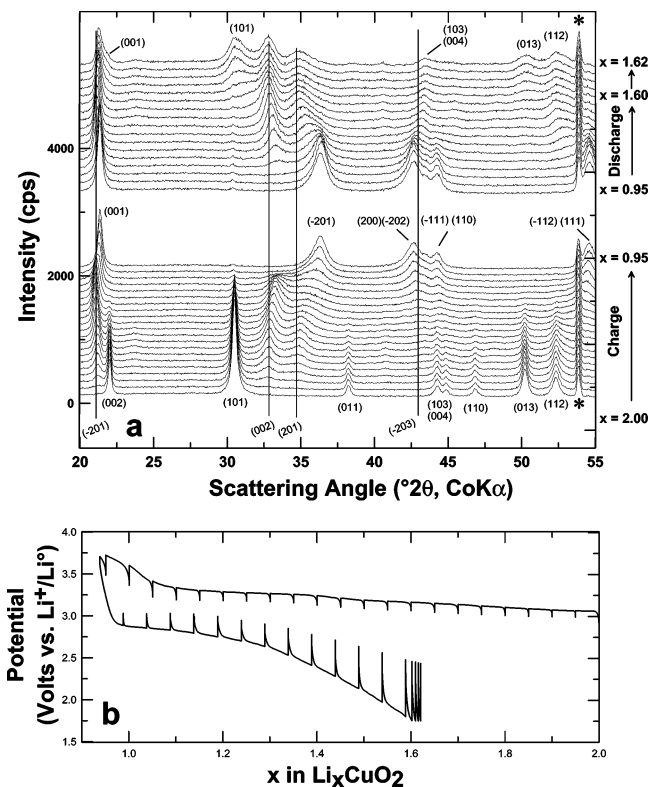 (001) (101) (103) (004) (013) (112) *
x = 1.62
x = 1.60
Discharge
x = 0.95
4000
(001) (-201) (200)(-202) (-111) (110) (-112) (111)
x = 0.95
2000
Charge
Intensity (cps)
0
(002) (101) (011) (103) (004) (110) (013) (112) *
(-201) (002) (201) (-203)
x = 2.00
a
20 25 30 35 40 45 50 55
Scattering Angle (°2θ, CoKα)
4.0
3.5
3.0
2.5
2.0
1.5
Potential
(Volts vs. Li⁺/Li°)
b
1.0 1.2 1.4 1.6 1.8 2.0
x in LiₓCuO₂